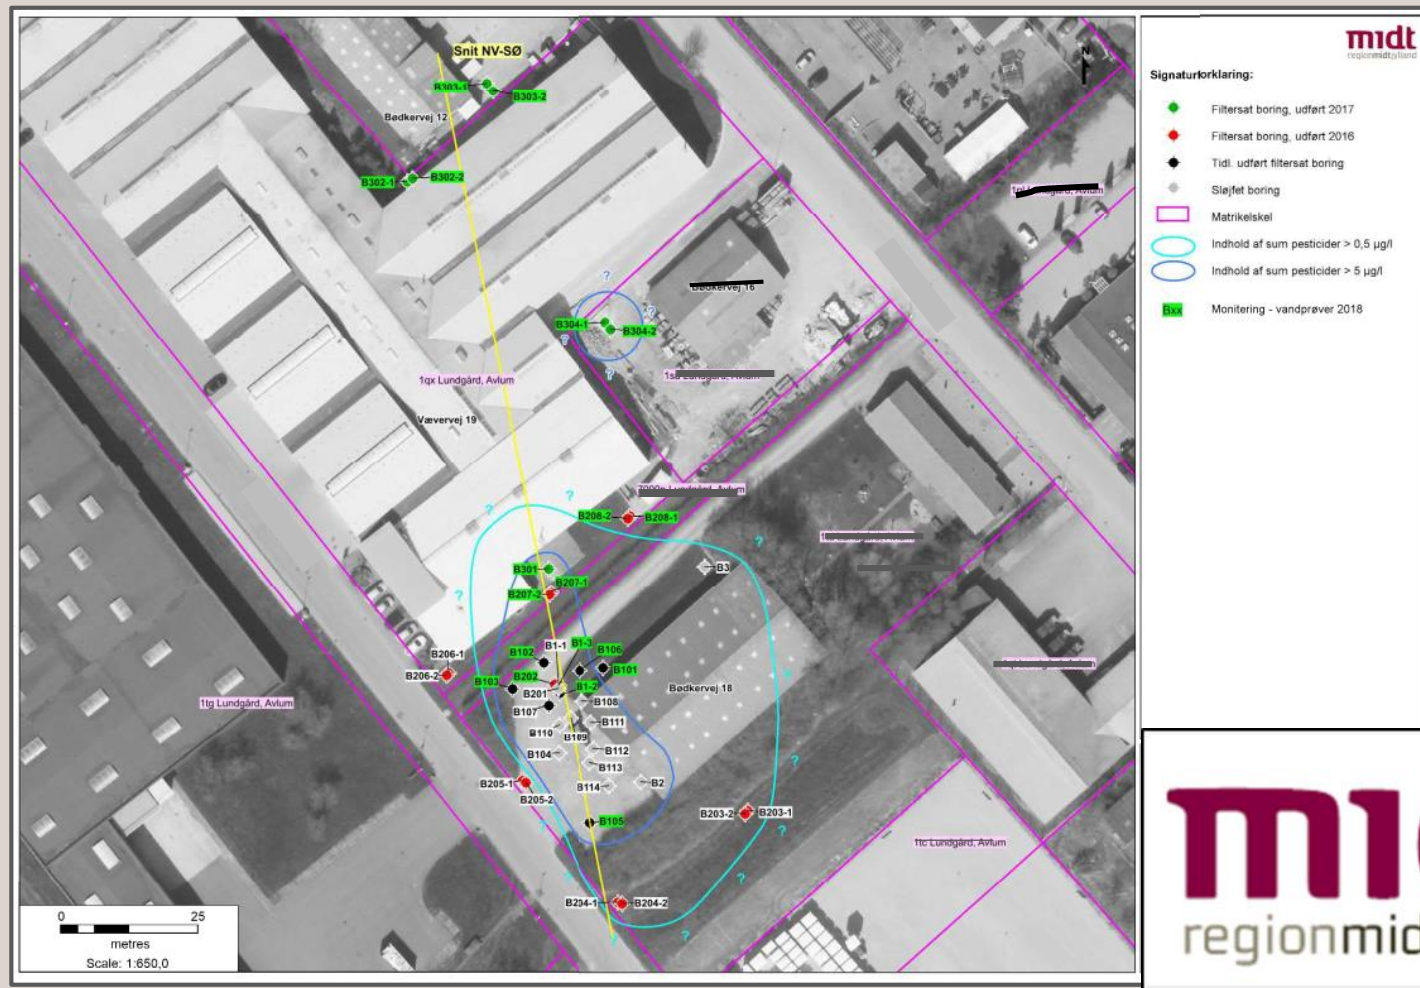 Snit NV-SØ
B303-1
B303-2
Bødkervej 12
B302-1
B302-2
B304-1
B304-2
Bødkervej 16
1qx Lundgård, Avlum
Vævervej 19
?
?
?
?
?
?
?
?
B208-2
B208-1
?
B301
B207-1
B207-2
B3
?
B1-1
B1-3
B106
B102
B101
B206-1
B206-2
B202
B103
B201
B1-2
Bødkervej 18
?
B107
B108
B110
B111
B109
B104
B112
B113
B114
B2
?
1tg Lundgård, Avlum
B205-1
B205-2
B105
B203-2
B203-1
?
?
1tc Lundgård, Avlum
?
?
B204-1
B204-2
?
?
0 25
metres
Scale: 1:650,0
N
midt
regionmidtjylland
Signaturforklaring:
Filtersat boring, udført 2017
Filtersat boring, udført 2016
Tidl. udført filtersat boring
Sløjfet boring
Matrikelskel
Indhold af sum pesticider > 0,5 µg/l
Indhold af sum pesticider > 5 µg/l
Bxx Monitering - vandprøver 2018
regionmid